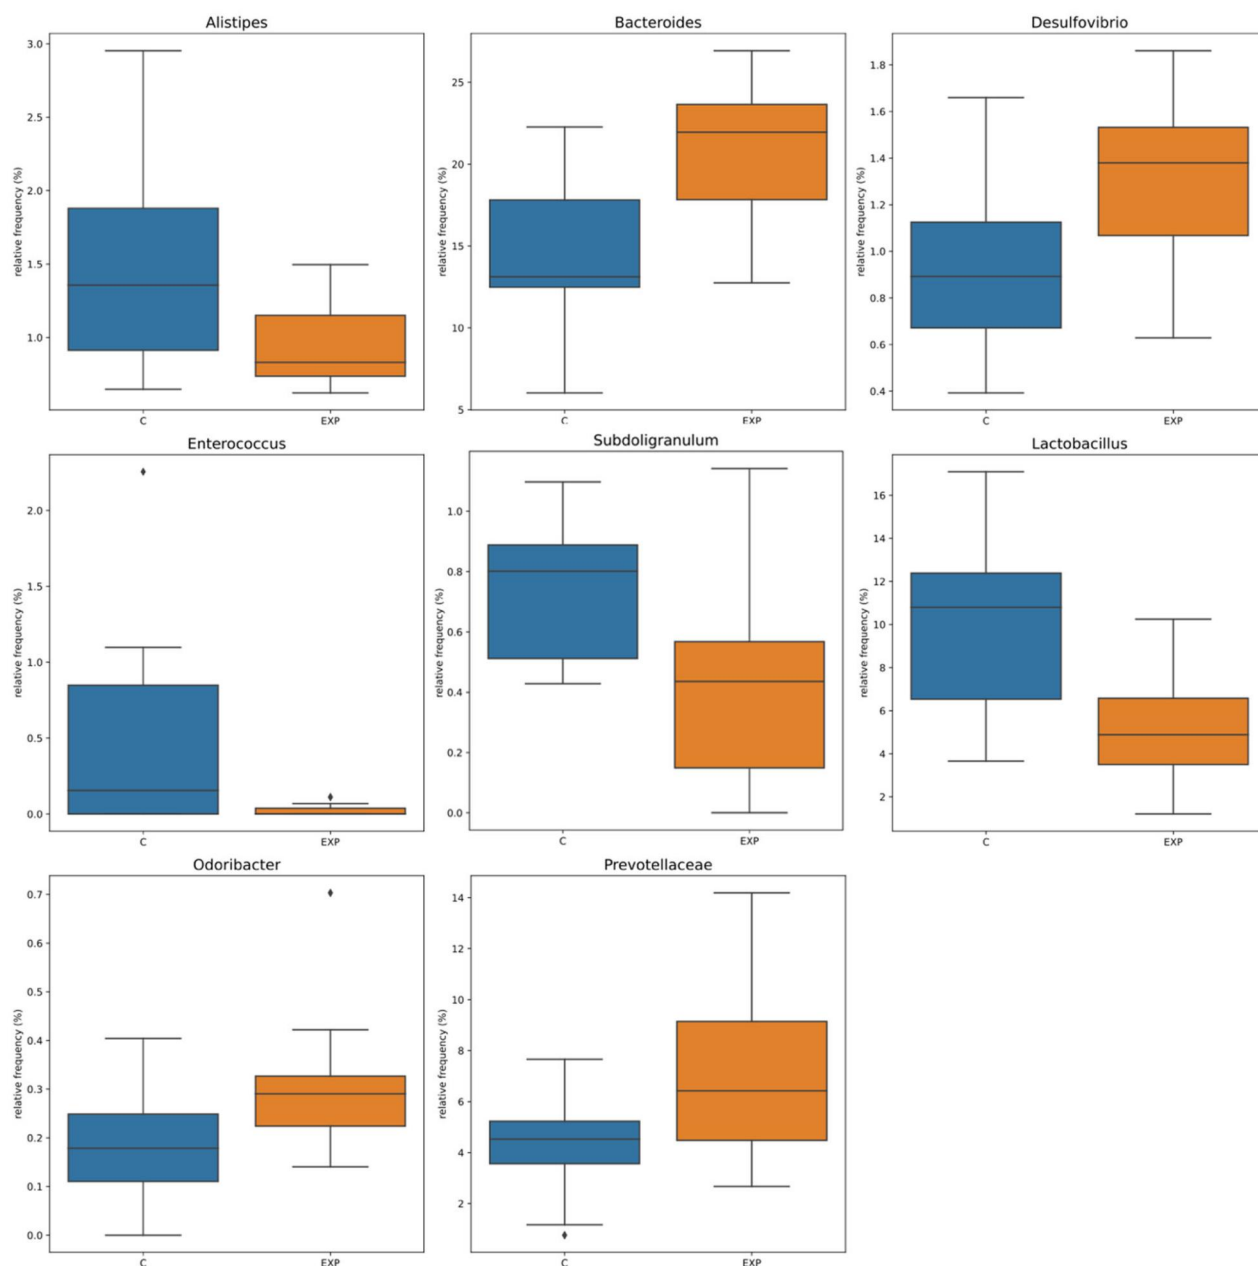 Alistipes
relative frequency (%)
3.0
2.5
2.0
1.5
1.0
C EXP
Bacteroides
relative frequency (%)
25
20
15
10
5
C EXP
Desulfovibrio
relative frequency (%)
1.8
1.6
1.4
1.2
1.0
0.8
0.6
0.4
C EXP
Enterococcus
relative frequency (%)
2.0
1.5
1.0
0.5
0.0
C EXP
Subdoligranulum
relative frequency (%)
1.0
0.8
0.6
0.4
0.2
0.0
C EXP
Lactobacillus
relative frequency (%)
16
14
12
10
8
6
4
2
C EXP
Odoribacter
relative frequency (%)
0.7
0.6
0.5
0.4
0.3
0.2
0.1
0.0
C EXP
Prevotellaceae
relative frequency (%)
14
12
10
8
6
4
2
C EXP